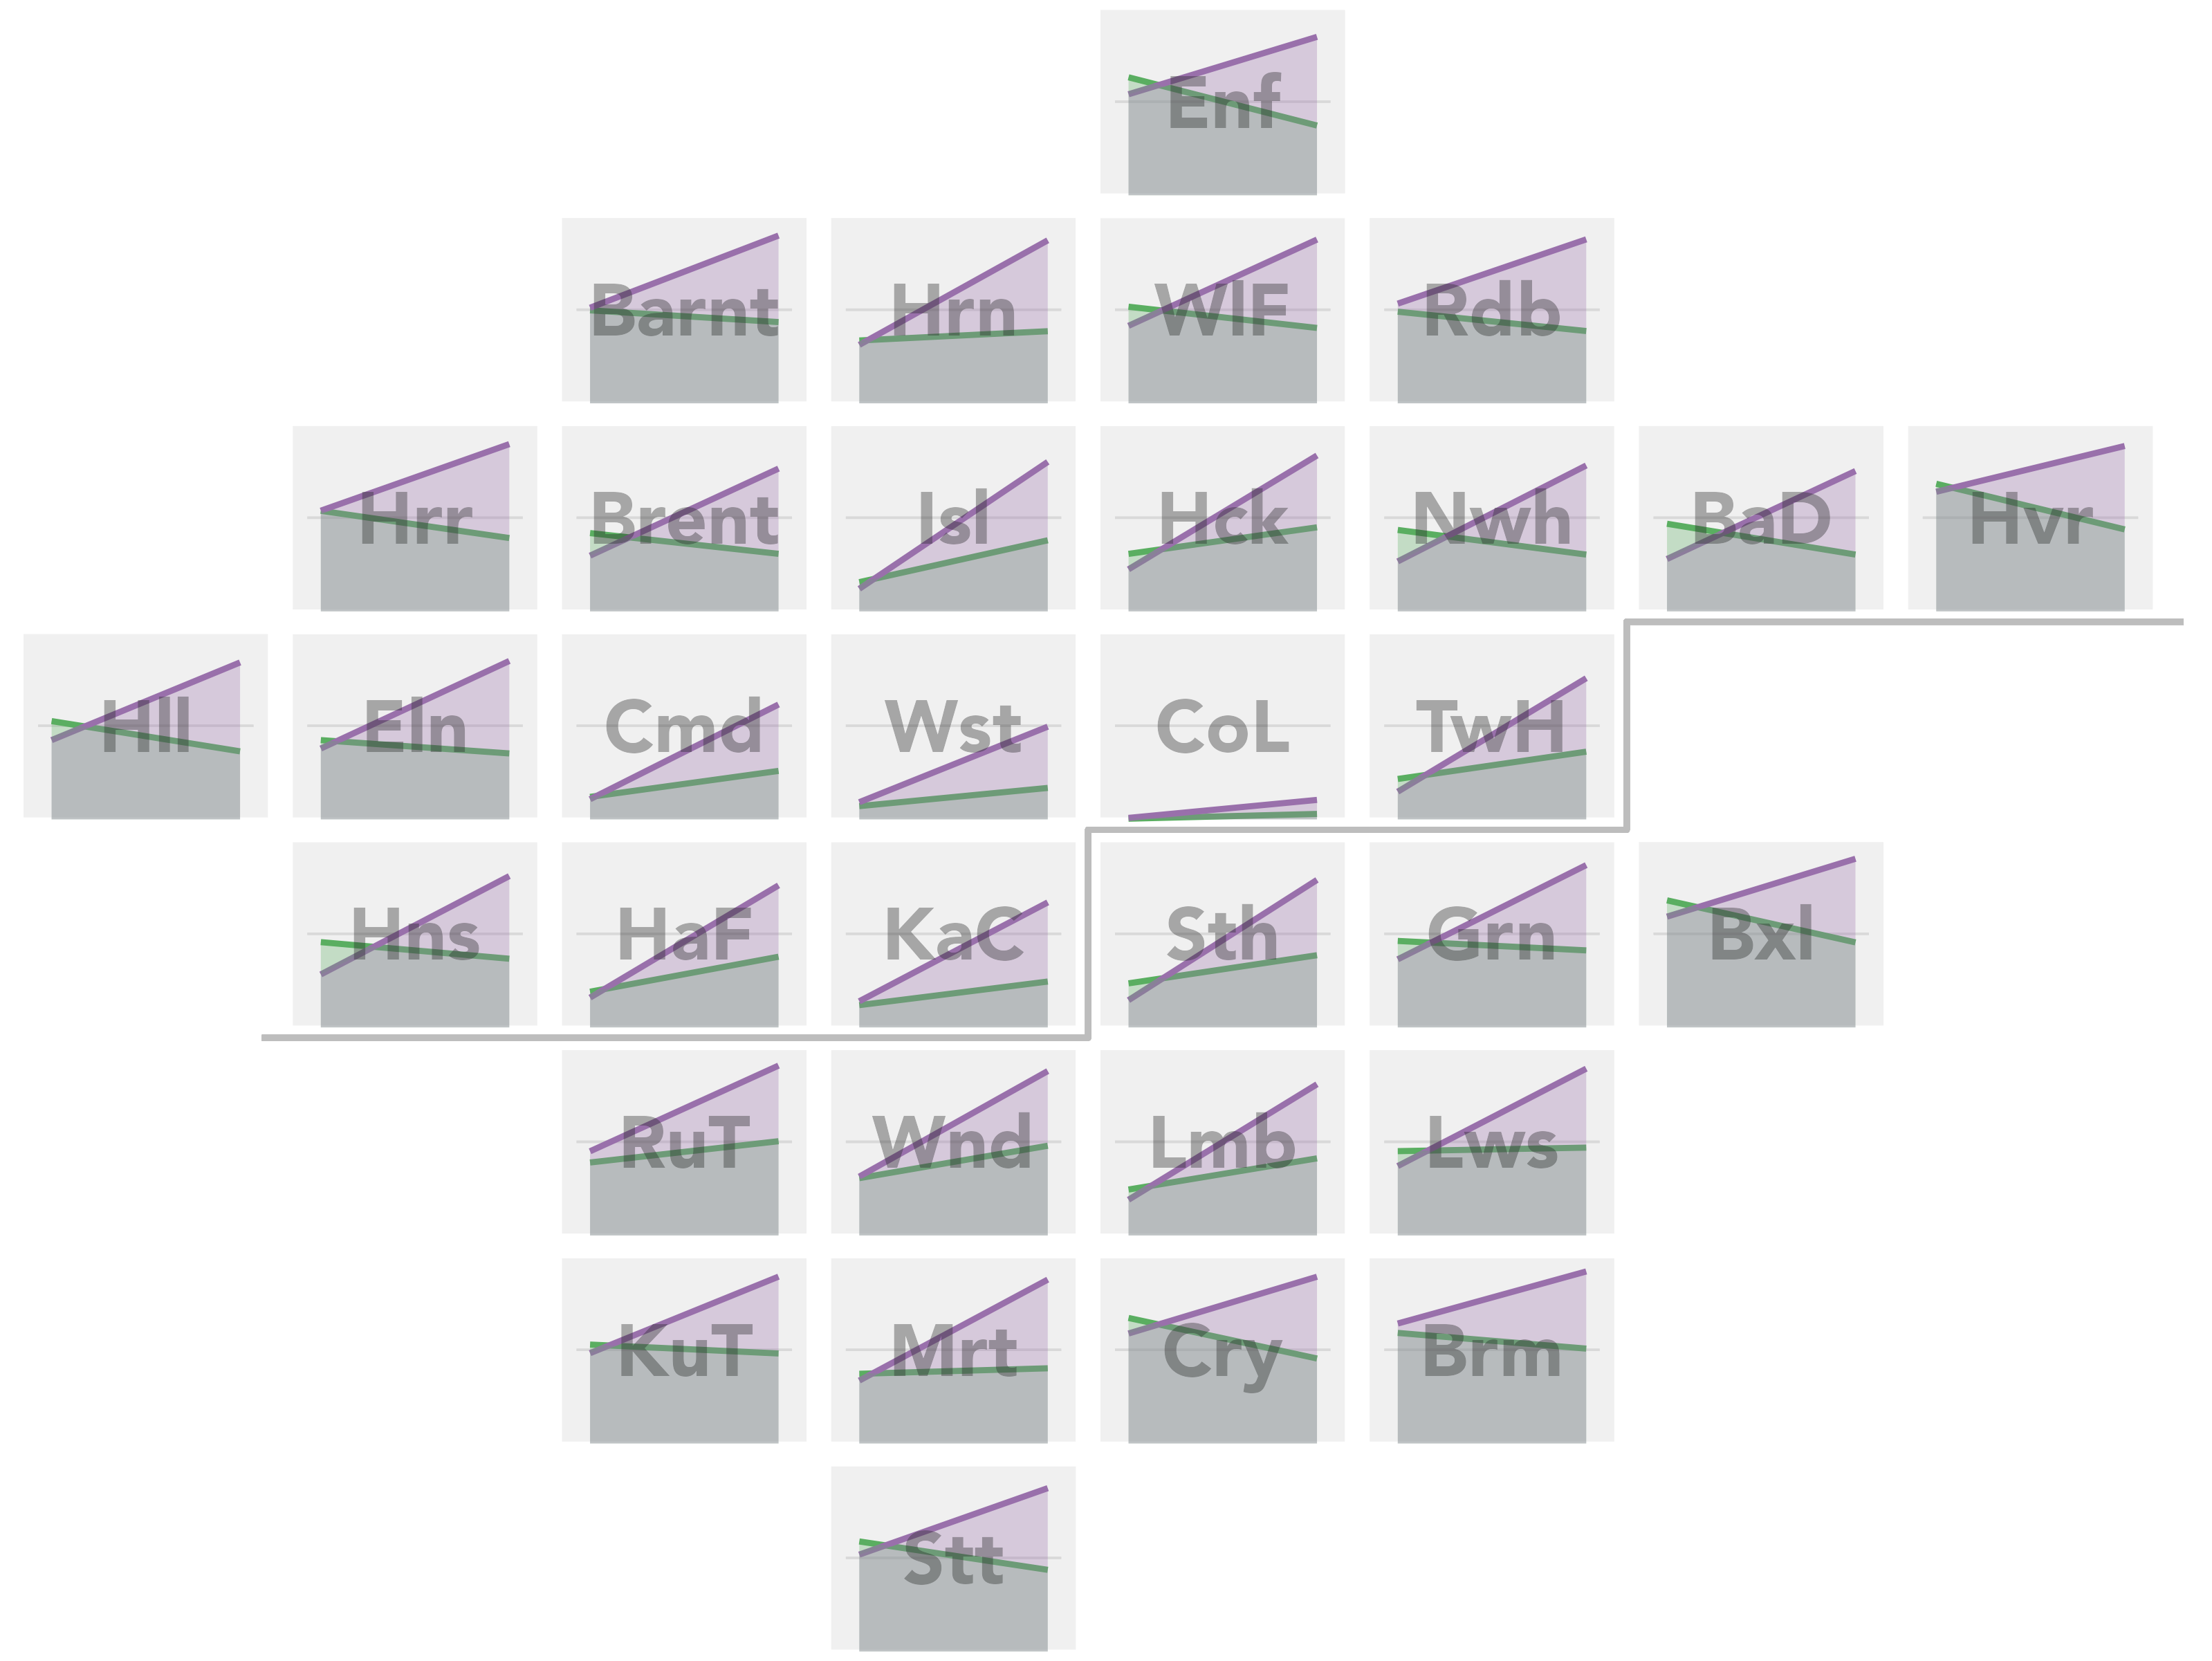 Enf
Barnt Hrn WlF Rdb
Hrr Brent Isl Hck Nwh BaD Hvr
Hll Eln Cmd Wst CoL TwH
Hns HaF KaC Sth Grn Bxl
RuT Wnd Lmb Lws
KuT Mrt Cry Brm
Stt